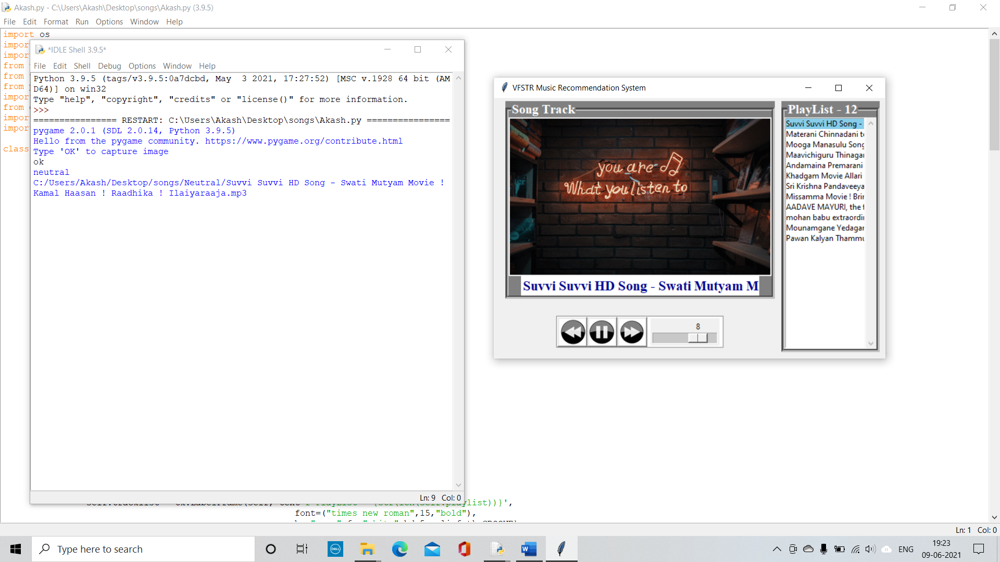 Akash.py - C:\Users\Akash\Desktop\songs\Akash.py (3.9.5)
File Edit Format Run Options Window Help
import os
impor
impor
from
from
from
impor
from
impor
impor
class
*IDLE Shell 3.9.5*
File Edit Shell Debug Options Window Help
Python 3.9.5 (tags/v3.9.5:0a7dcbd, May  3 2021, 17:27:52) [MSC v.1928 64 bit (AM
D64)] on win32
Type "help", "copyright", "credits" or "license()" for more information.
>>>
================ RESTART: C:\Users\Akash\Desktop\songs\Akash.py ================
pygame 2.0.1 (SDL 2.0.14, Python 3.9.5)
Hello from the pygame community. https://www.pygame.org/contribute.html
Type 'OK' to capture image
ok
neutral
C:/Users/Akash/Desktop/songs/Neutral/Suvvi Suvvi HD Song - Swati Mutyam Movie !
Kamal Haasan ! Raadhika ! Ilaiyaraaja.mp3
Ln: 9 Col: 0
VFSTR Music Recommendation System
Song Track
you are
What you listen to
Suvvi Suvvi HD Song - Swati Mutyam M
8
PlayList - 12
Suvvi Suvvi HD Song -
Materani Chinnadani t
Mooga Manasulu Song
Maavichiguru Thinagar
Andamaina Premarani
Khadgam Movie Allari
Sri Krishna Pandaveeya
Missamma Movie ! Brin
AADAVE MAYURI, the f
mohan babu extraordin
Mounamgane Yedagar
Pawan Kalyan Thammu
list))}',
font=("times new roman",15,"bold"),
Ln: 1 Col: 0
Type here to search
DELL
W
ENG
19:23
09-06-2021